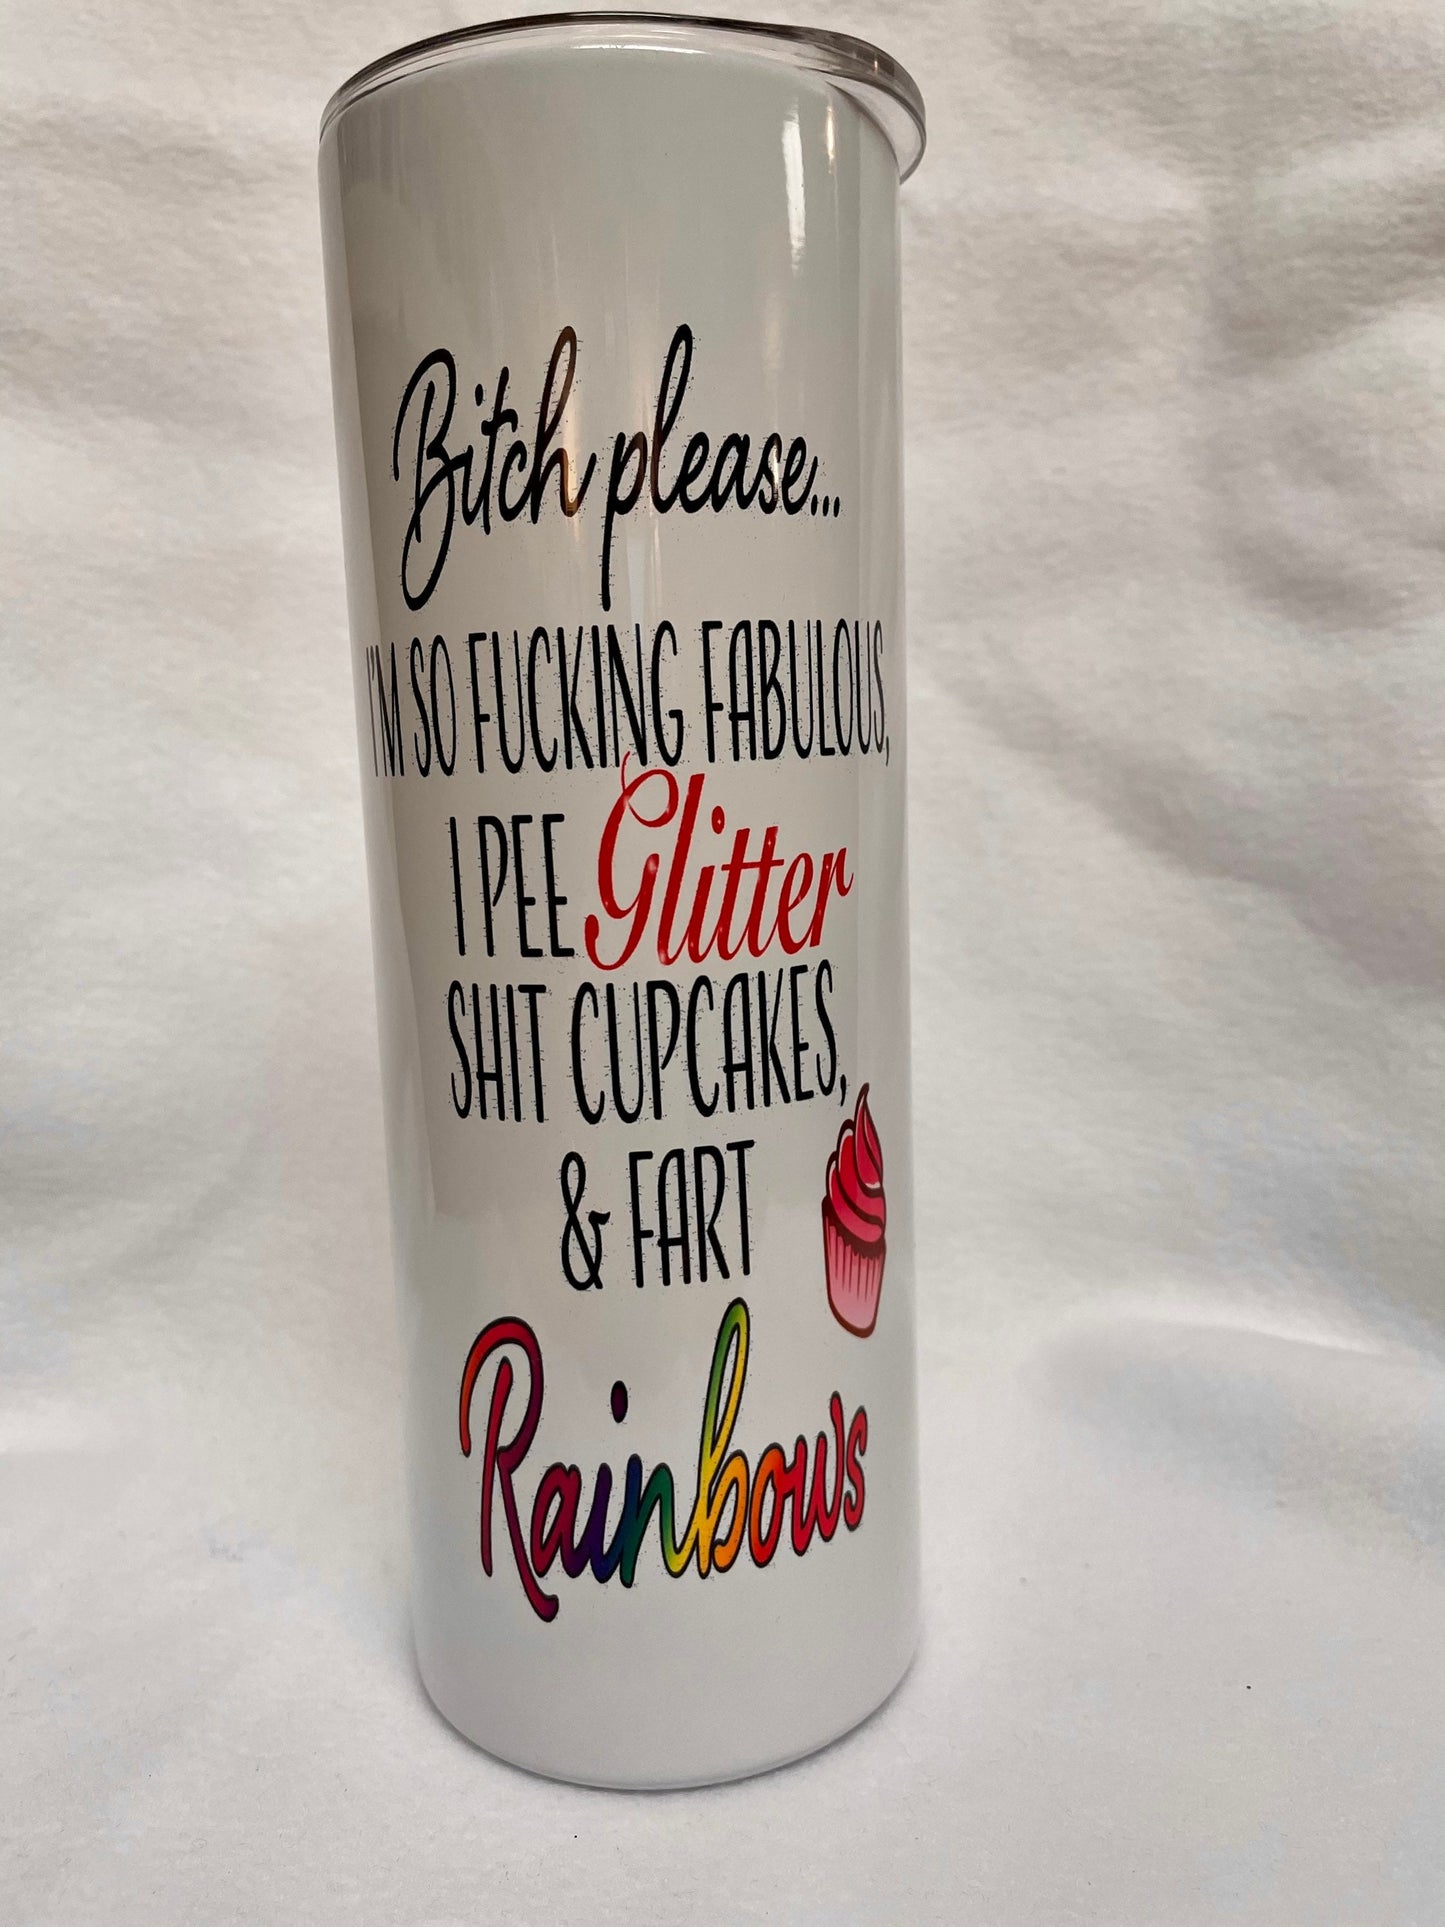 Bitch please...
I'M SO FUCKING FABULOUS,
I PEE Glitter
SHIT CUPCAKES,
& FART
Rainbows